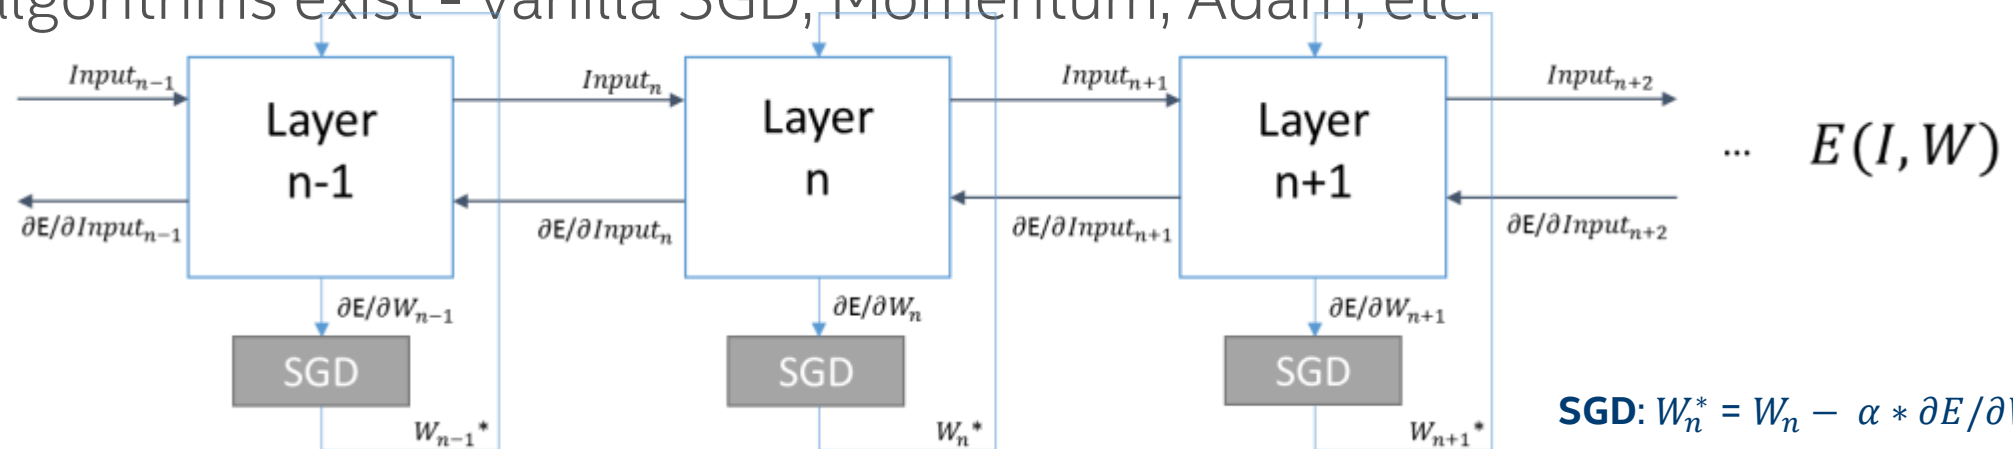 algorithms exist - Vanilla SGD, Momentum, Adam, etc.
Input_{n-1} Input_n Input_{n+1} Input_{n+2}
Layer n-1
Layer n
Layer n+1
... E(I,W)
∂E/∂Input_{n-1} ∂E/∂Input_n ∂E/∂Input_{n+1} ∂E/∂Input_{n+2}
∂E/∂W_{n-1} ∂E/∂W_n ∂E/∂W_{n+1}
SGD SGD SGD
W_{n-1}* W_n* W_{n+1}*
SGD: W_n^* = W_n − α * ∂E/∂